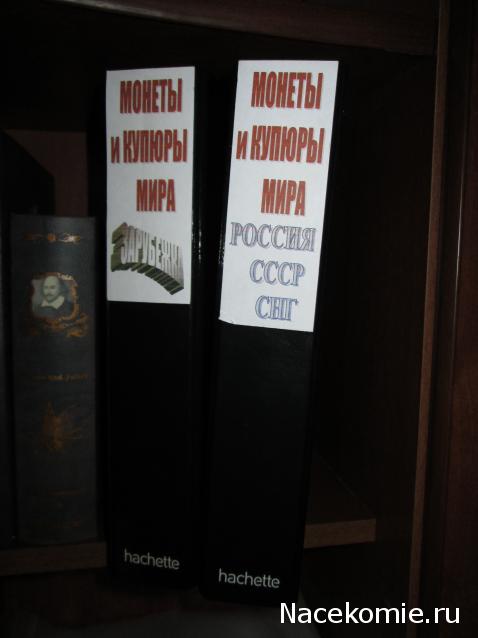 МОНЕТЫ
и КУПЮРЫ
МИРА
ЗАРУБЕЖНЫЕ
hachette
МОНЕТЫ
и КУПЮРЫ
МИРА
РОССИЯ
СССР
СНГ
hachette
Nacekomie.ru